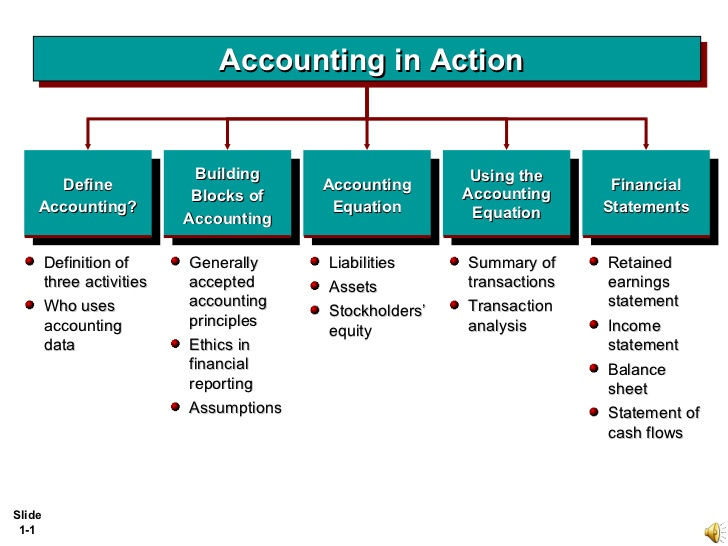 Accounting in Action
Define
Accounting?
Building
Blocks of
Accounting
Accounting
Equation
Using the
Accounting
Equation
Financial
Statements
Definition of
three activities
Who uses
accounting
data
Generally
accepted
accounting
principles
Ethics in
financial
reporting
Assumptions
Liabilities
Assets
Stockholders’
equity
Summary of
transactions
Transaction
analysis
Retained
earnings
statement
Income
statement
Balance
sheet
Statement of
cash flows
Slide
1-1